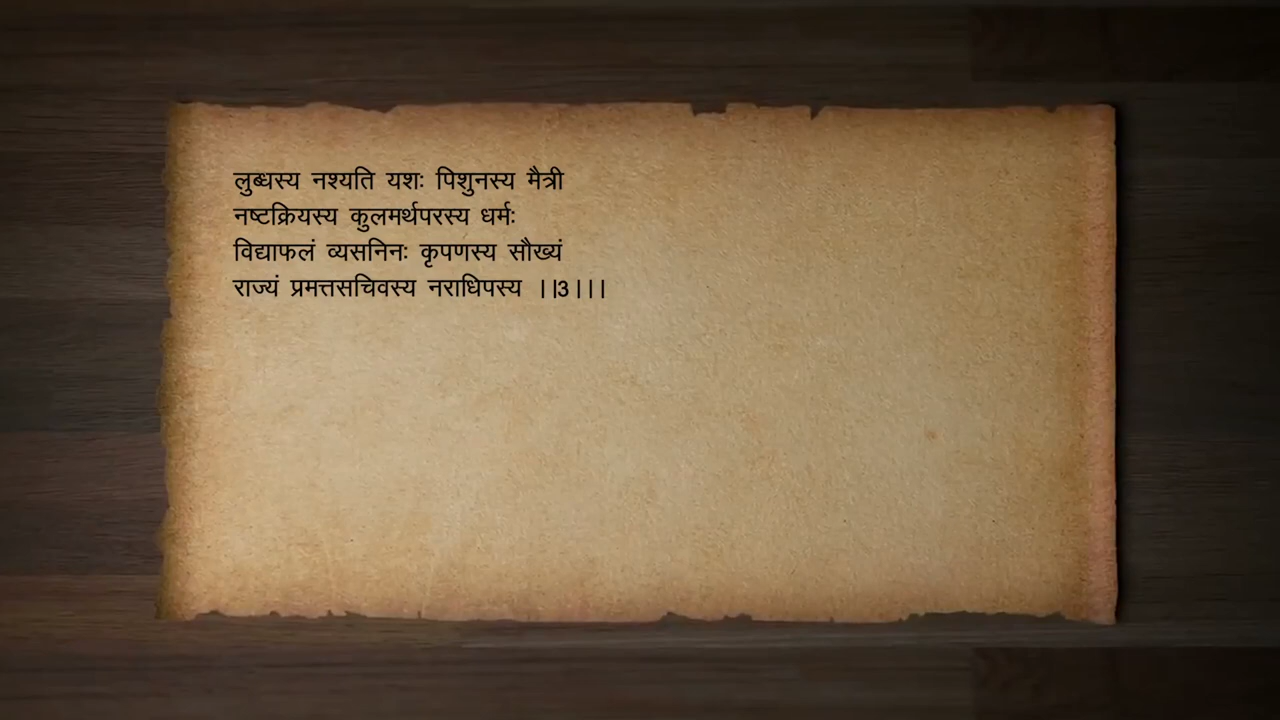 लुब्धस्य नश्यति यशः पिशुनस्य मैत्री
नष्टक्रियस्य कुलमर्थपरस्य धर्मः
विद्याफलं व्यसनिनः कृपणस्य सौख्यं
राज्यं प्रमत्तसचिवस्य नराधिपस्य ।।3।।।